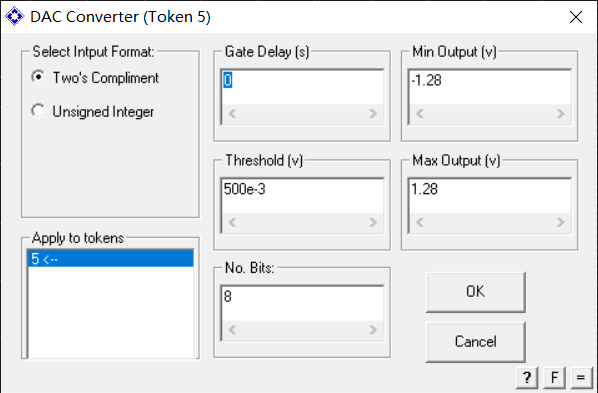 DAC Converter (Token 5)
Select Intput Format:
Two's Compliment
Unsigned Integer
Apply to tokens
5 <--
Gate Delay (s)
0
Threshold (v)
500e-3
No. Bits:
8
Min Output (v)
-1.28
Max Output (v)
1.28
OK
Cancel
? F =